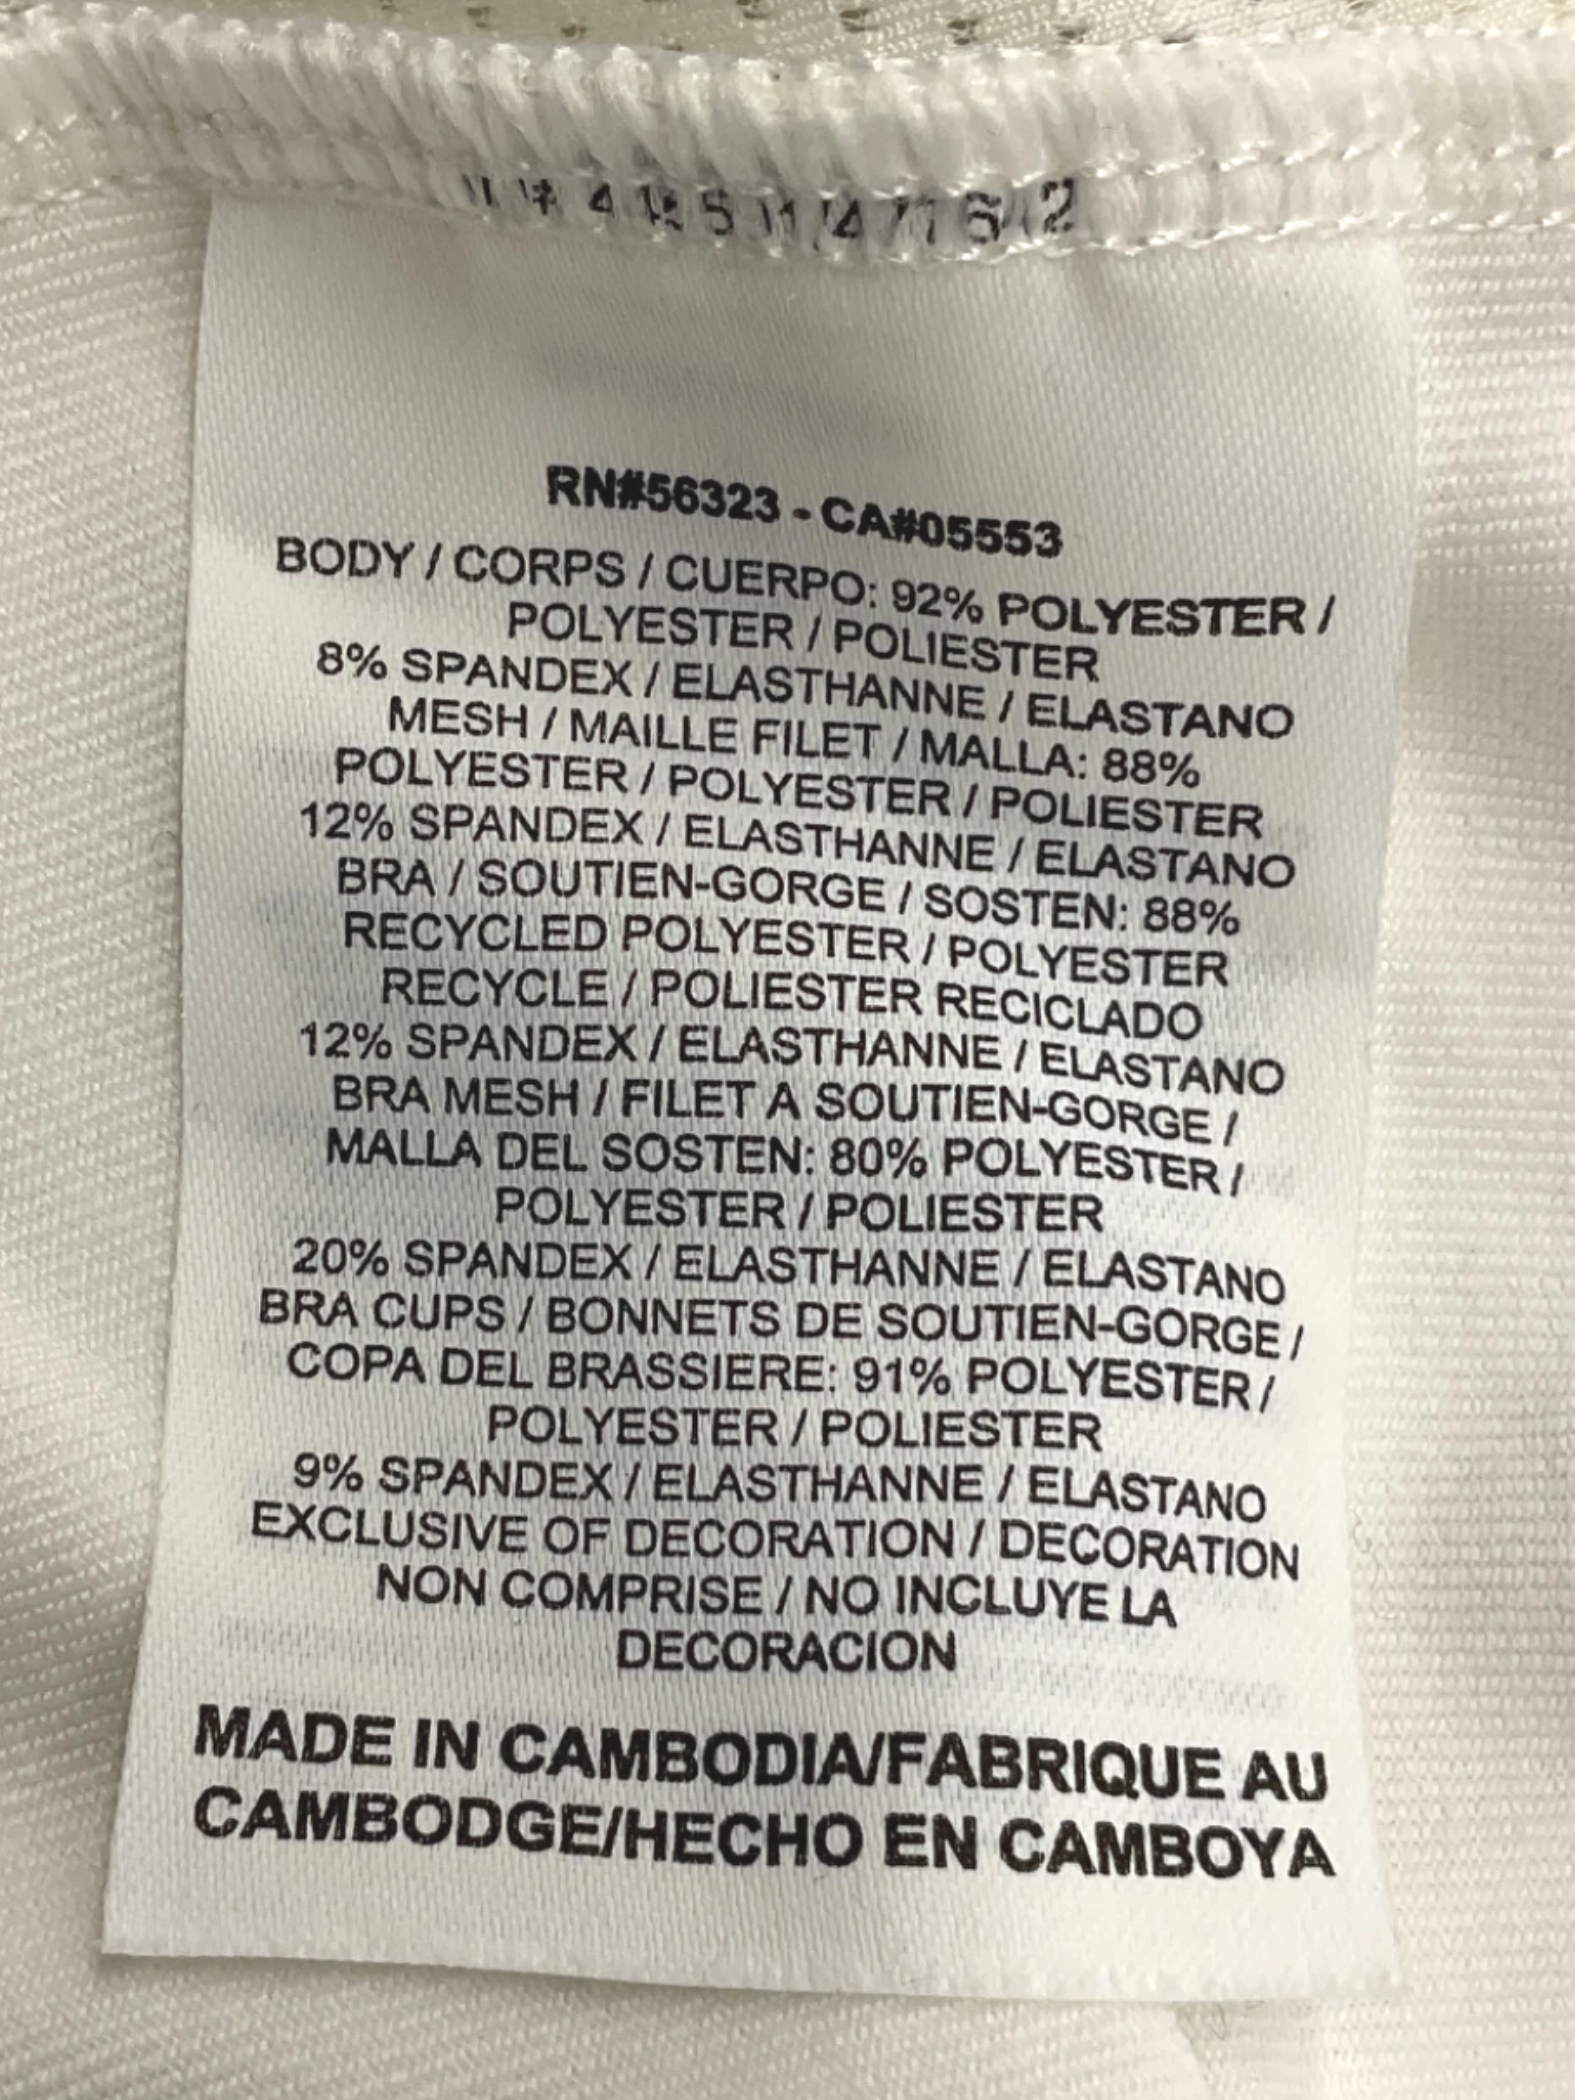 RN#56323 - CA#05553
BODY / CORPS / CUERPO: 92% POLYESTER /
POLYESTER / POLIESTER
8% SPANDEX / ELASTHANNE / ELASTANO
MESH / MAILLE FILET / MALLA: 88%
POLYESTER / POLYESTER / POLIESTER
12% SPANDEX / ELASTHANNE / ELASTANO
BRA / SOUTIEN-GORGE / SOSTEN: 88%
RECYCLED POLYESTER / POLYESTER
RECYCLE / POLIESTER RECICLADO
12% SPANDEX / ELASTHANNE / ELASTANO
BRA MESH / FILET A SOUTIEN-GORGE /
MALLA DEL SOSTEN: 80% POLYESTER /
POLYESTER / POLIESTER
20% SPANDEX / ELASTHANNE / ELASTANO
BRA CUPS / BONNETS DE SOUTIEN-GORGE /
COPA DEL BRASSIERE: 91% POLYESTER /
POLYESTER / POLIESTER
9% SPANDEX / ELASTHANNE / ELASTANO
EXCLUSIVE OF DECORATION / DECORATION
NON COMPRISE / NO INCLUYE LA
DECORACION
MADE IN CAMBODIA/FABRIQUE AU
CAMBODGE/HECHO EN CAMBOYA